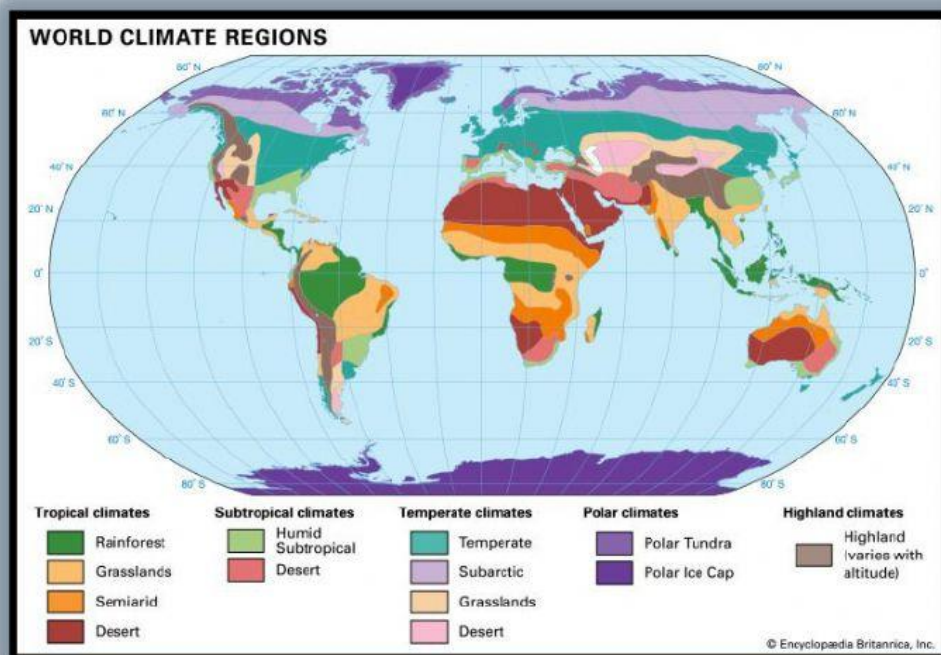 WORLD CLIMATE REGIONS
80° N
80° N
60° N
60° N
40° N
40° N
20° N
20° N
0°
0°
20° S
20° S
40° S
40° S
60° S
60° S
80° S
80° S
Tropical climates
Rainforest
Grasslands
Semiarid
Desert
Subtropical climates
Humid
Subtropical
Desert
Temperate climates
Temperate
Subarctic
Grasslands
Desert
Polar climates
Polar Tundra
Polar Ice Cap
Highland climates
Highland
(varies with
altitude)
© Encyclopædia Britannica, Inc.